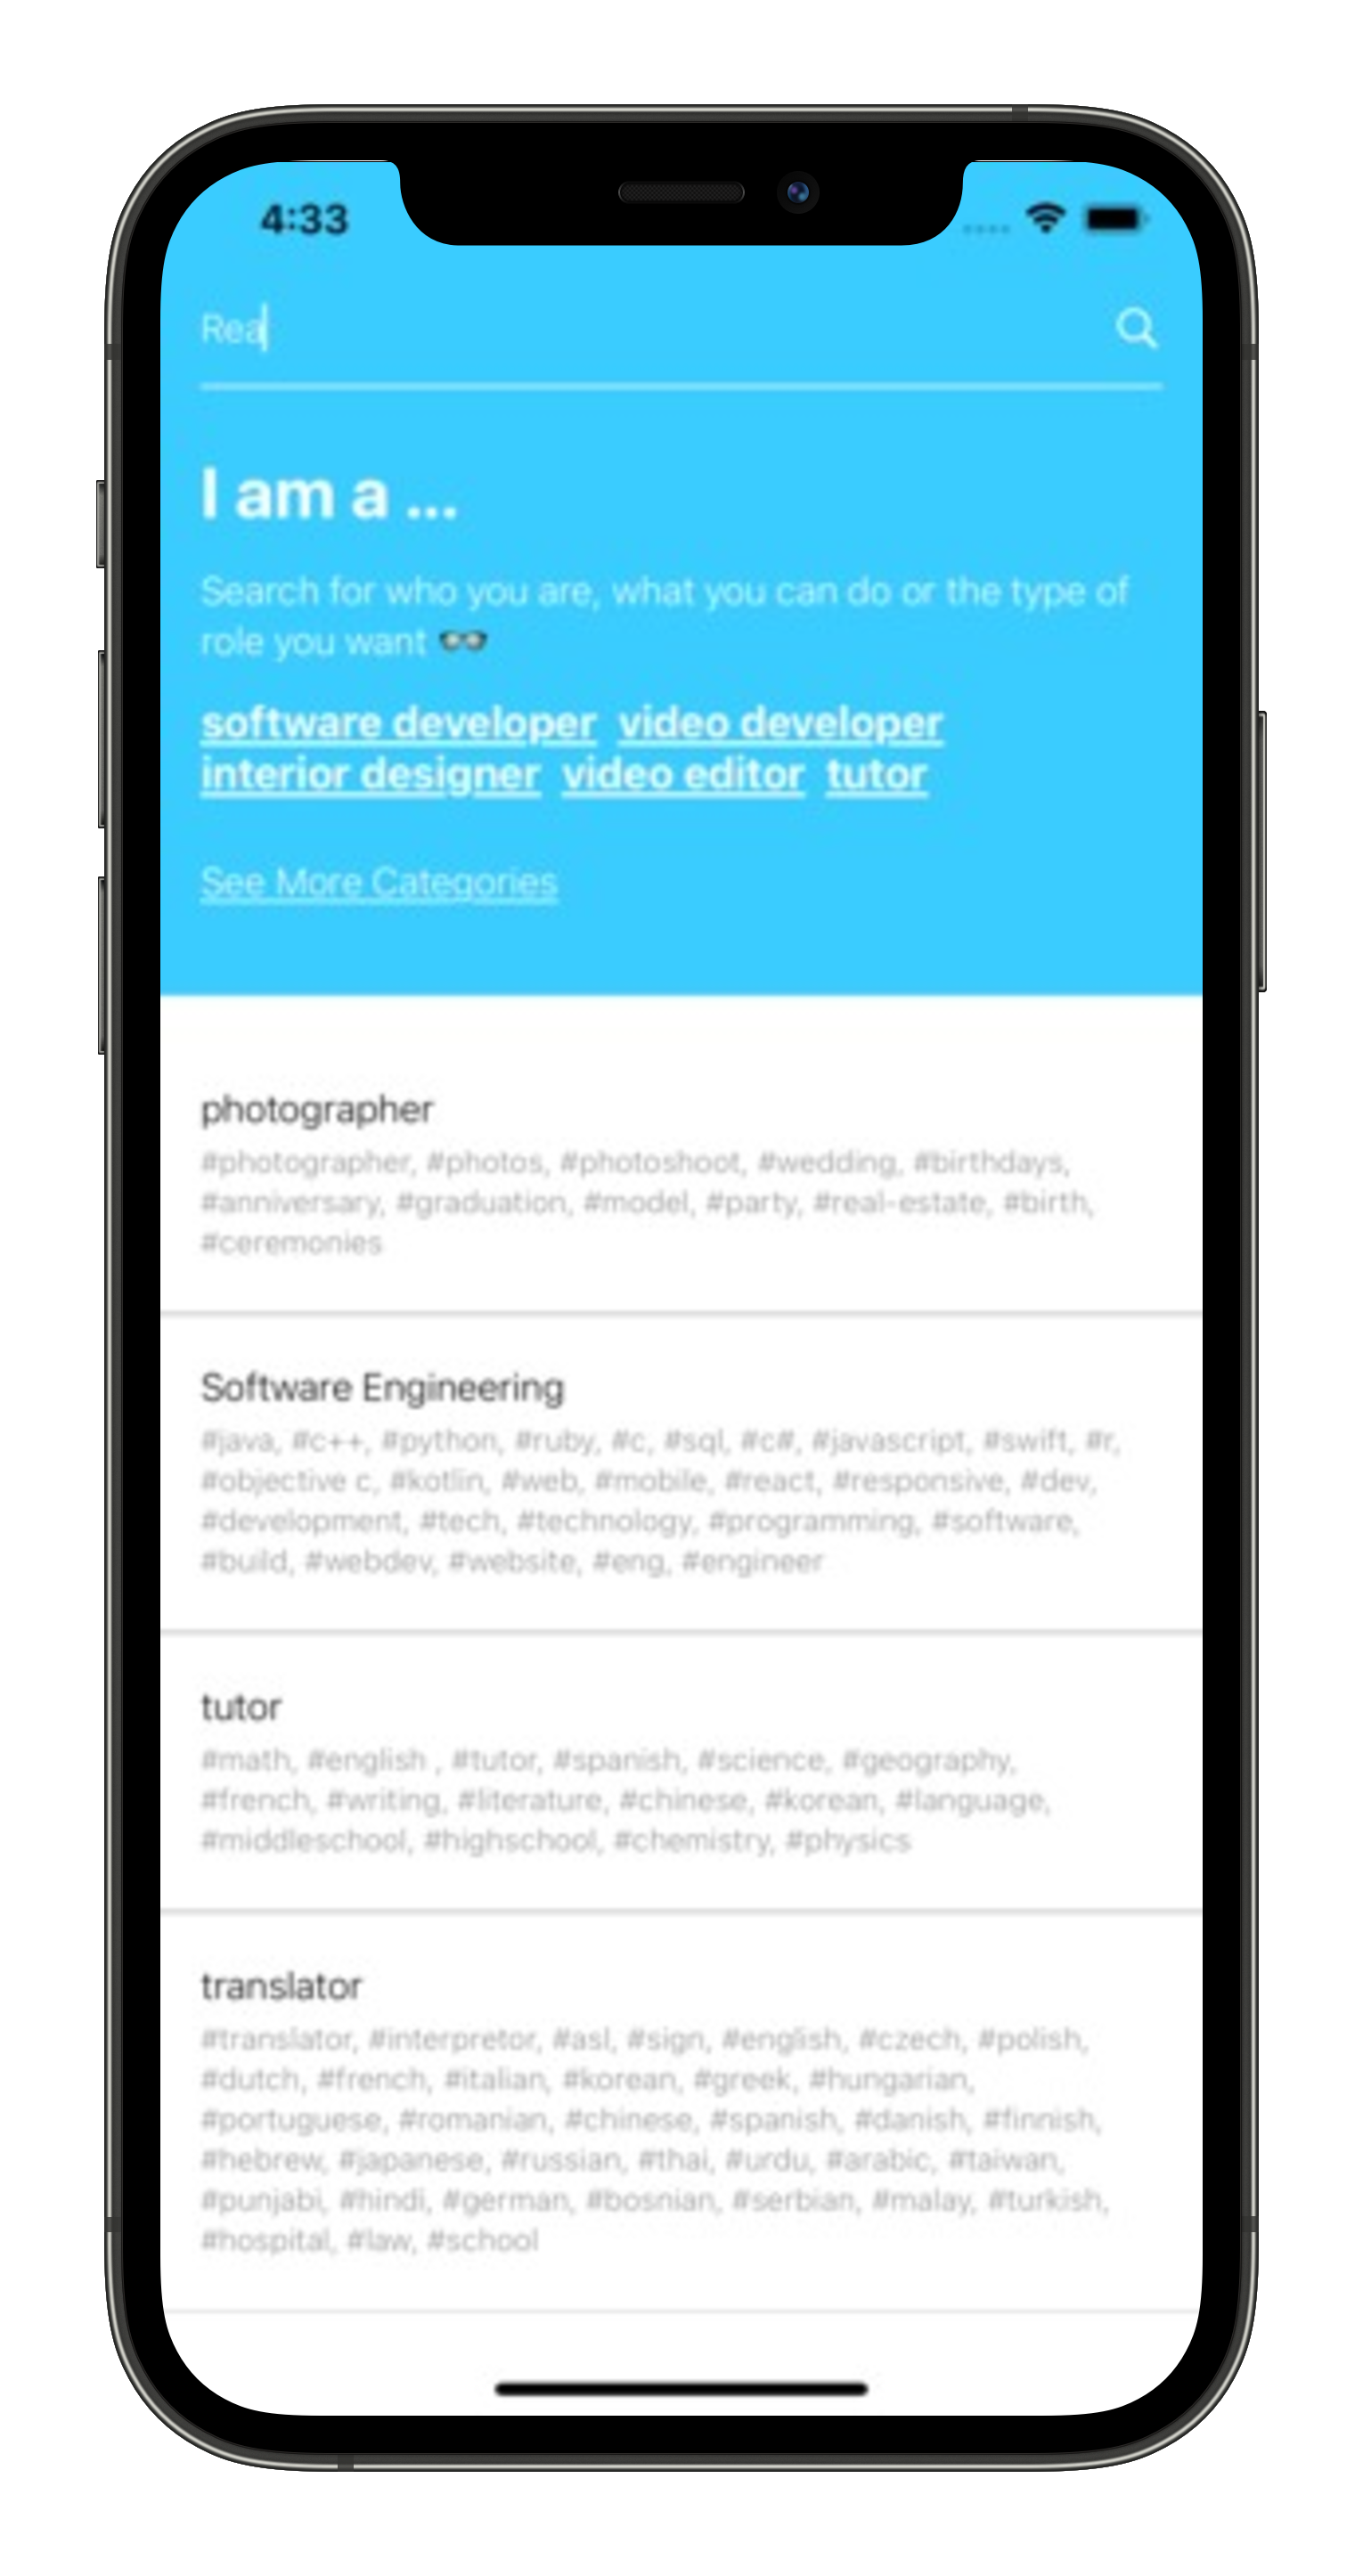 4:33
Rea
I am a ...
Search for who you are, what you can do or the type of
role you want 🕶️
software developer video developer
interior designer video editor tutor
See More Categories
photographer
#photographer, #photos, #photoshoot, #wedding, #birthdays,
#anniversary, #graduation, #model, #party, #real-estate, #birth,
#ceremonies
Software Engineering
#java, #c++, #python, #ruby, #c, #sql, #c#, #javascript, #swift, #r,
#objective c, #kotlin, #web, #mobile, #react, #responsive, #dev,
#development, #tech, #technology, #programming, #software,
#build, #webdev, #website, #eng, #engineer
tutor
#math, #english , #tutor, #spanish, #science, #geography,
#french, #writing, #literature, #chinese, #korean, #language,
#middleschool, #highschool, #chemistry, #physics
translator
#translator, #interpretor, #asl, #sign, #english, #czech, #polish,
#dutch, #french, #italian, #korean, #greek, #hungarian,
#portuguese, #romanian, #chinese, #spanish, #danish, #finnish,
#hebrew, #japanese, #russian, #thai, #urdu, #arabic, #taiwan,
#punjabi, #hindi, #german, #bosnian, #serbian, #malay, #turkish,
#hospital, #law, #school